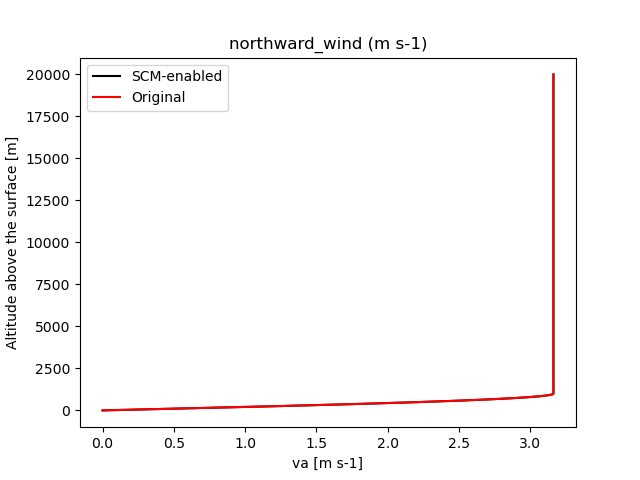 northward_wind (m s-1)
SCM-enabled
Original
20000
17500
15000
12500
10000
7500
5000
2500
0
Altitude above the surface [m]
0.0 0.5 1.0 1.5 2.0 2.5 3.0
va [m s-1]